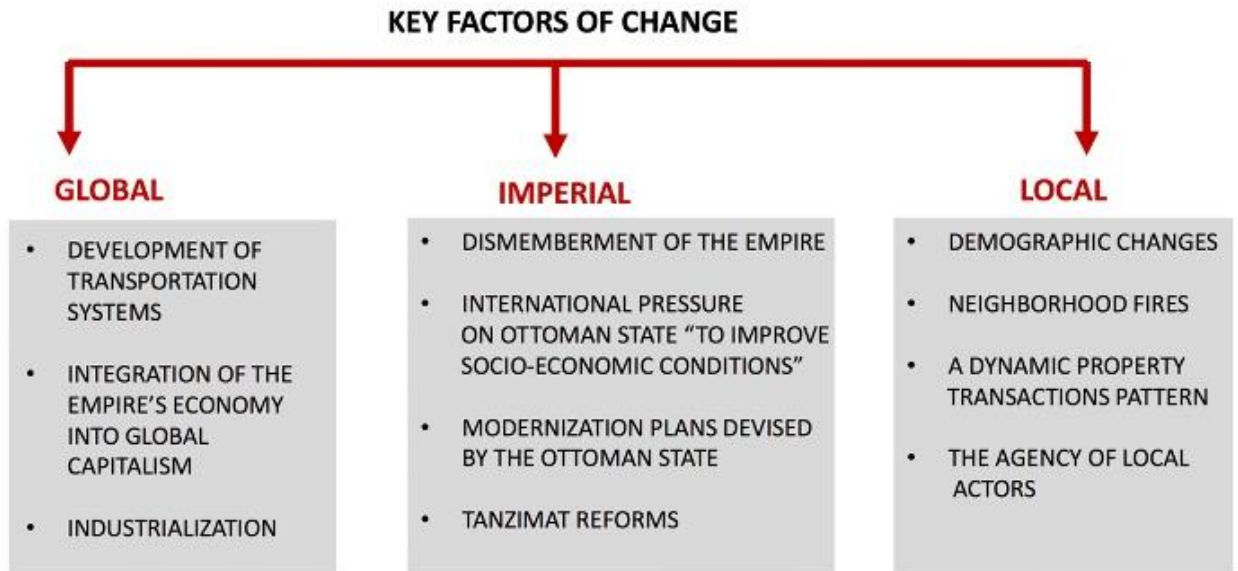 KEY FACTORS OF CHANGE
GLOBAL
• DEVELOPMENT OF
TRANSPORTATION
SYSTEMS
• INTEGRATION OF THE
EMPIRE'S ECONOMY
INTO GLOBAL
CAPITALISM
• INDUSTRIALIZATION
IMPERIAL
• DISMEMBERMENT OF THE EMPIRE
• INTERNATIONAL PRESSURE
ON OTTOMAN STATE “TO IMPROVE
SOCIO-ECONOMIC CONDITIONS”
• MODERNIZATION PLANS DEVISED
BY THE OTTOMAN STATE
• TANZIMAT REFORMS
LOCAL
• DEMOGRAPHIC CHANGES
• NEIGHBORHOOD FIRES
• A DYNAMIC PROPERTY
TRANSACTIONS PATTERN
• THE AGENCY OF LOCAL
ACTORS